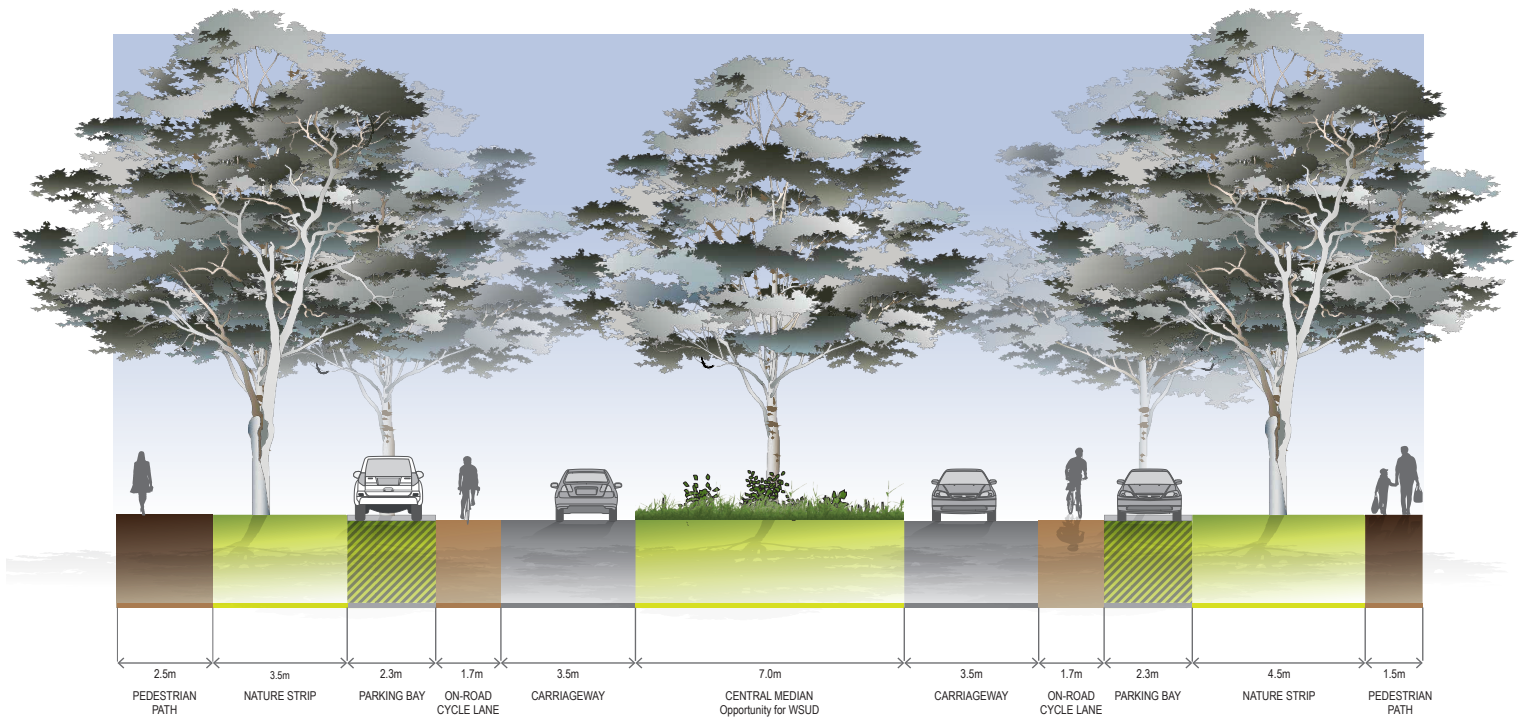 2.5m 3.5m 2.3m 1.7m 3.5m 7.0m 3.5m 1.7m 2.3m 4.5m 1.5m
PEDESTRIAN NATURE STRIP PARKING BAY ON-ROAD CARRIAGEWAY CENTRAL MEDIAN CARRIAGEWAY ON-ROAD PARKING BAY NATURE STRIP PEDESTRIAN
PATH CYCLE LANE Opportunity for WSUD CYCLE LANE PATH